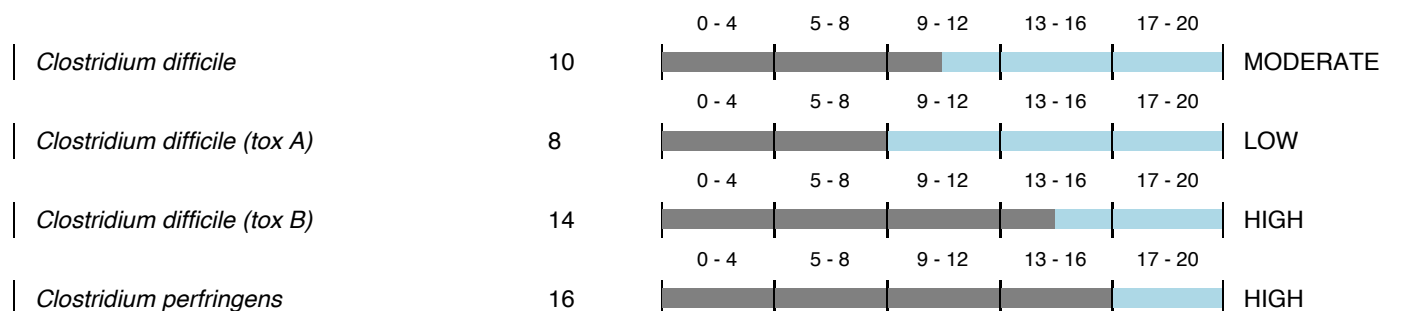 0 - 4 5 - 8 9 - 12 13 - 16 17 - 20
Clostridium difficile 10 MODERATE
0 - 4 5 - 8 9 - 12 13 - 16 17 - 20
Clostridium difficile (tox A) 8 LOW
0 - 4 5 - 8 9 - 12 13 - 16 17 - 20
Clostridium difficile (tox B) 14 HIGH
0 - 4 5 - 8 9 - 12 13 - 16 17 - 20
Clostridium perfringens 16 HIGH